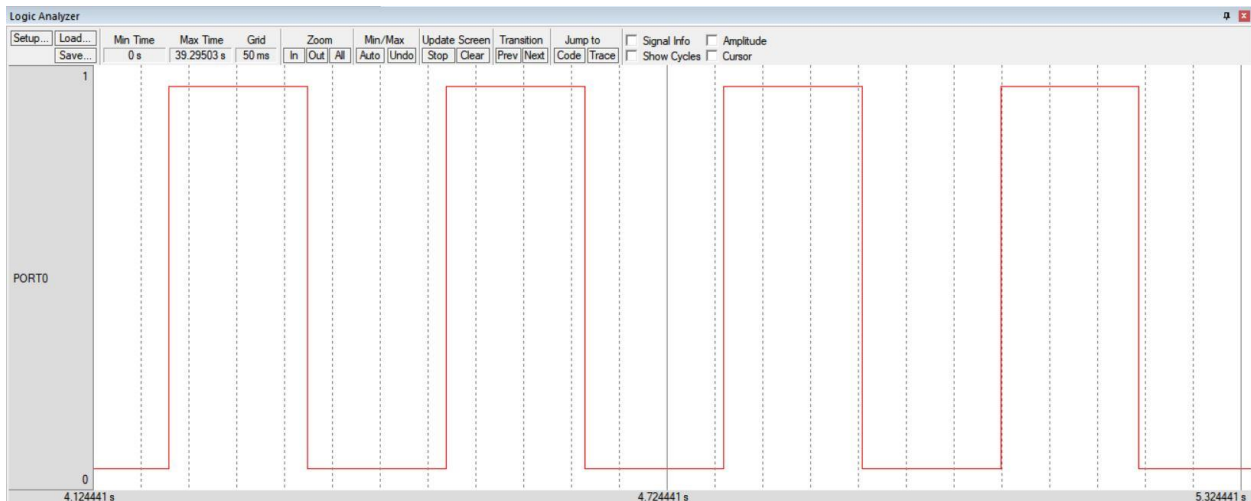 Logic Analyzer
Setup... Load... Min Time Max Time Grid Zoom Min/Max Update Screen Transition Jump to Signal Info Amplitude
Save... 0 s 39.29503 s 50 ms In Out All Auto Undo Stop Clear Prev Next Code Trace Show Cycles Cursor
1
PORT0
0
4.124441 s 4.724441 s 5.324441 s